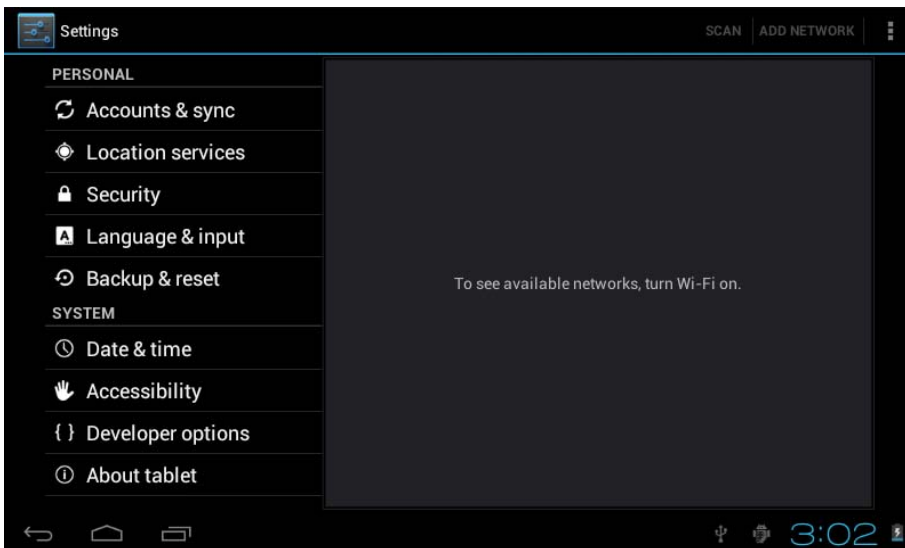 Settings
SCAN
ADD NETWORK
PERSONAL
Accounts & sync
Location services
Security
Language & input
Backup & reset
SYSTEM
Date & time
Accessibility
{ } Developer options
About tablet
To see available networks, turn Wi-Fi on.
3:02